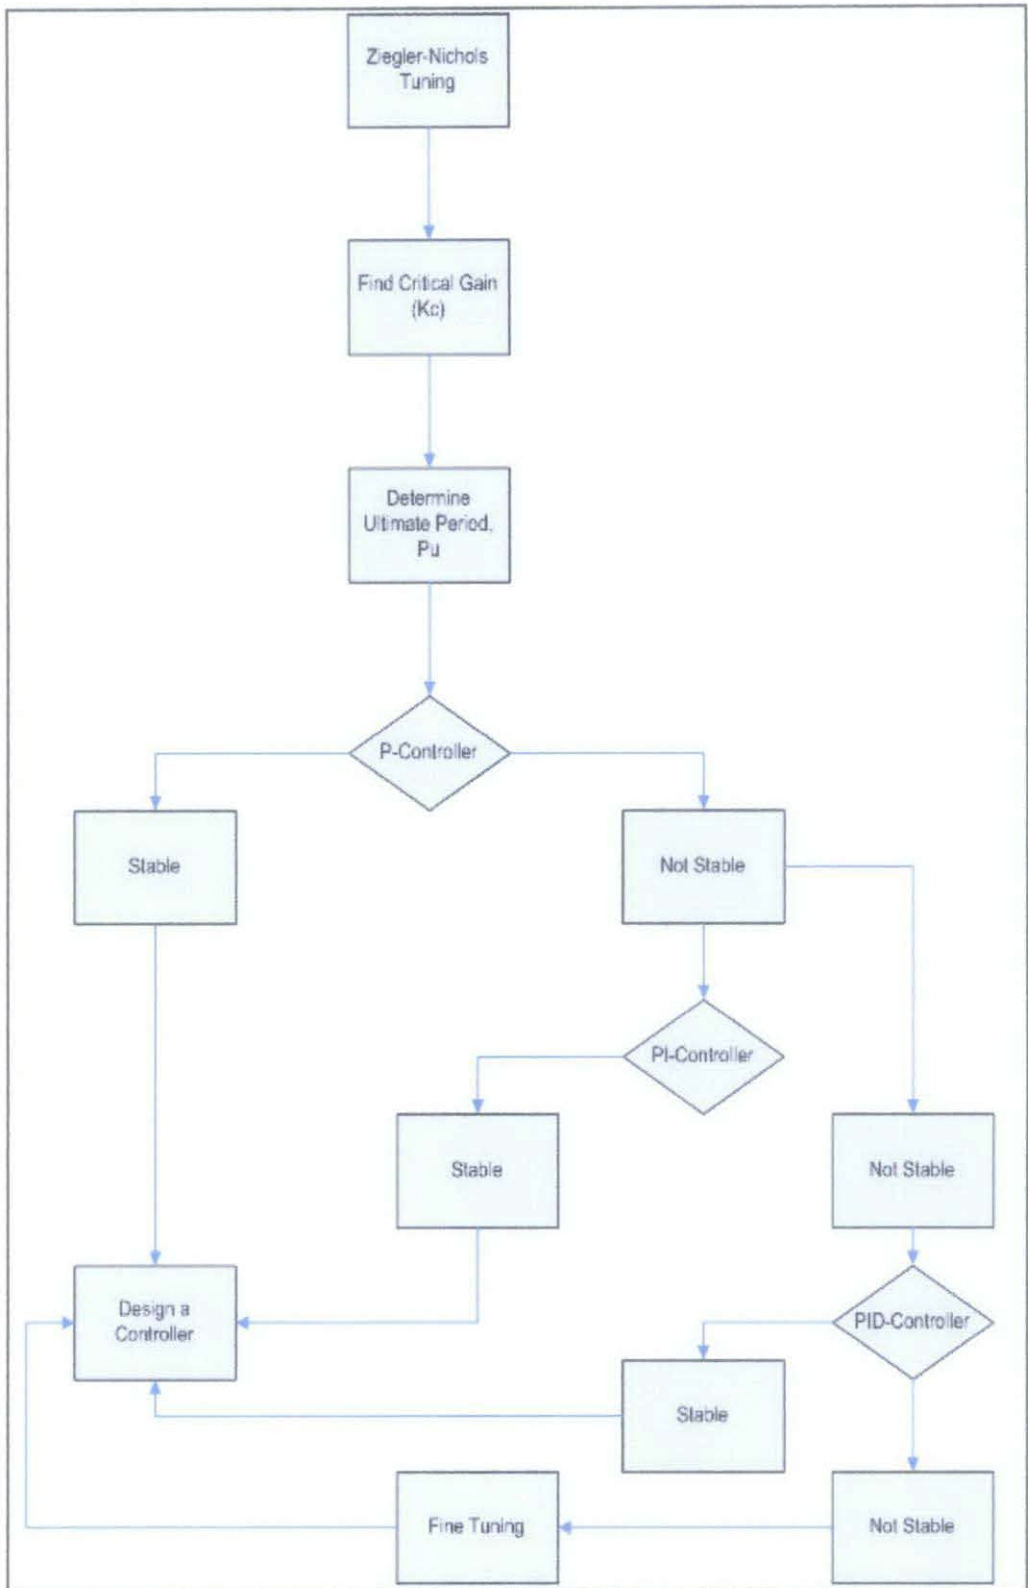 Ziegler-Nichols
Tuning
Find Critical Gain
(Kc)
Determine
Ultimate Period,
Pu
P-Controller
Stable
Not Stable
PI-Controller
Stable
Not Stable
Design a
Controller
PID-Controller
Stable
Fine Tuning
Not Stable